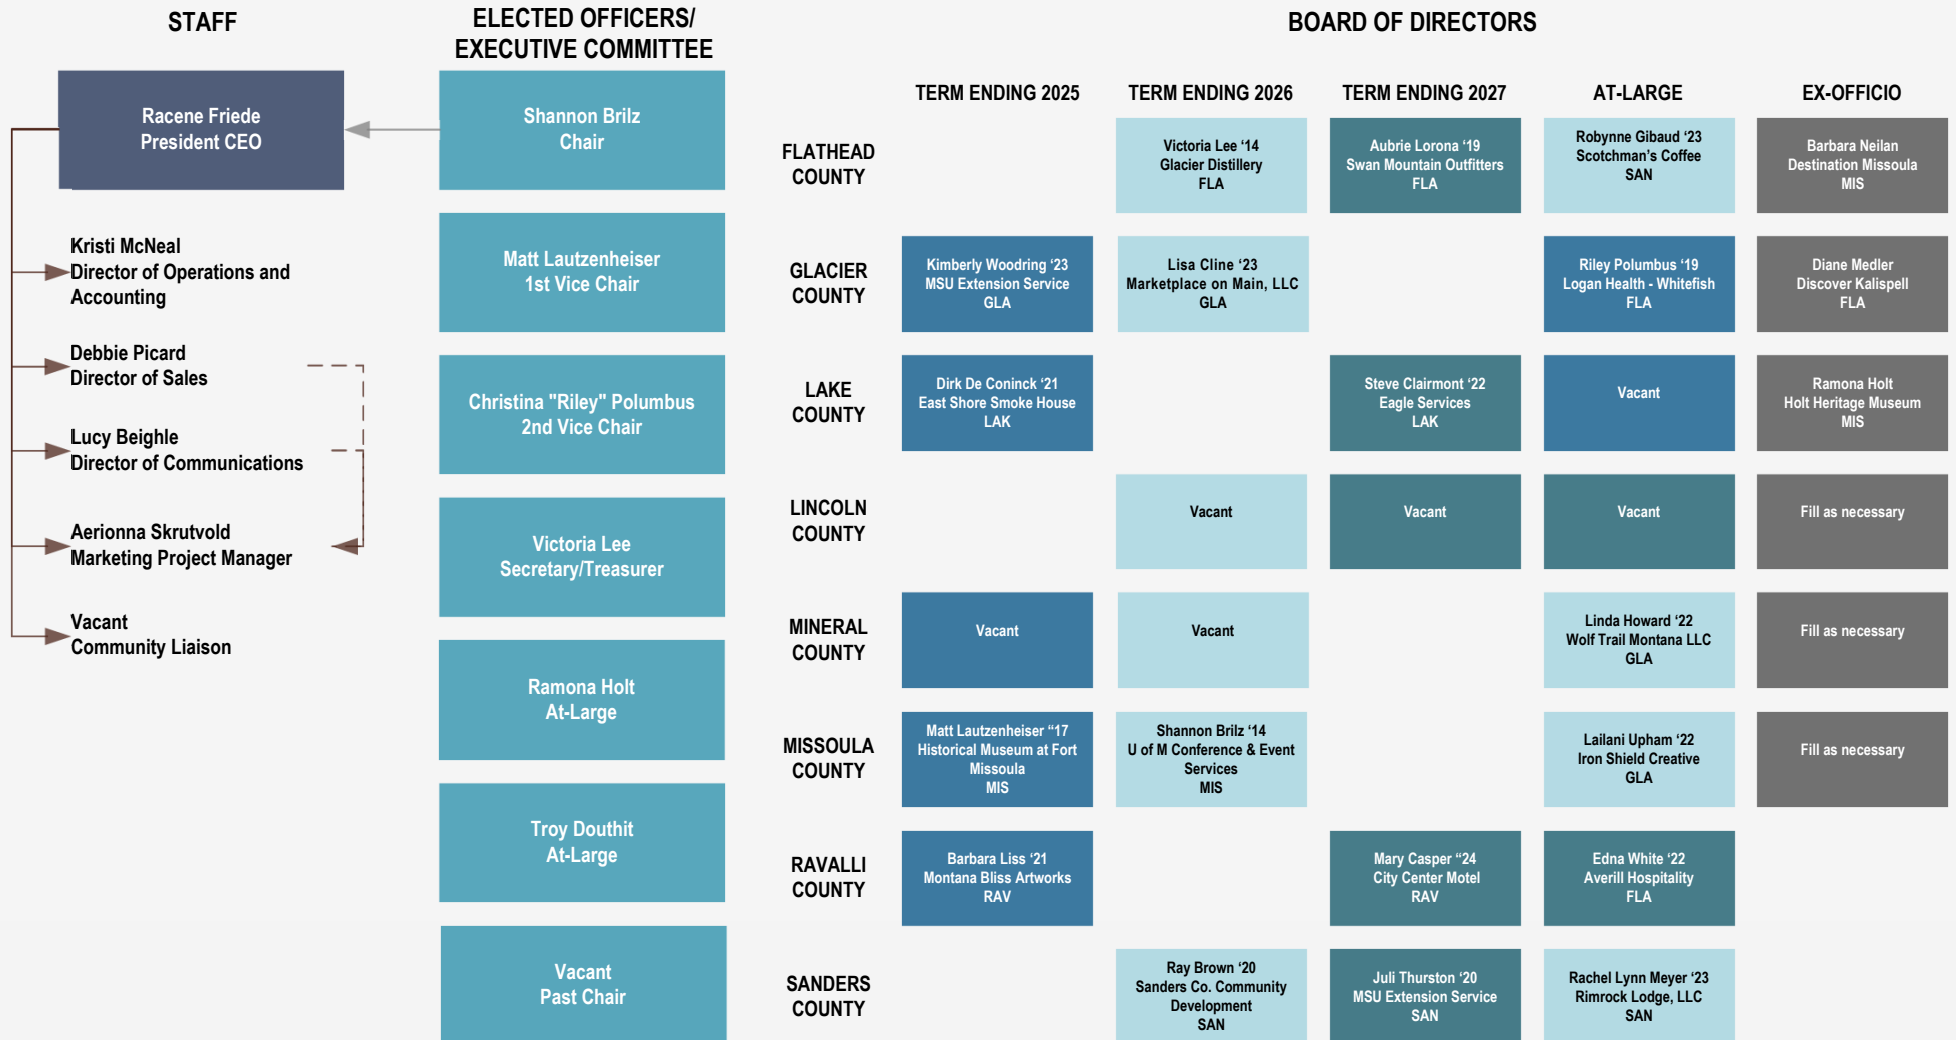 STAFF
Racene Friede
President CEO
Kristi McNeal
Director of Operations and
Accounting
Debbie Picard
Director of Sales
Lucy Beighle
Director of Communications
Aerionna Skrutvold
Marketing Project Manager
Vacant
Community Liaison
ELECTED OFFICERS/
EXECUTIVE COMMITTEE
Shannon Brilz
Chair
Matt Lautzenheiser
1st Vice Chair
Christina "Riley" Polumbus
2nd Vice Chair
Victoria Lee
Secretary/Treasurer
Ramona Holt
At-Large
Troy Douthit
At-Large
Vacant
Past Chair
BOARD OF DIRECTORS
TERM ENDING 2025
TERM ENDING 2026
TERM ENDING 2027
AT-LARGE
EX-OFFICIO
FLATHEAD
COUNTY
Victoria Lee ‘14
Glacier Distillery
FLA
Aubrie Lorona ‘19
Swan Mountain Outfitters
FLA
Robynne Gibaud ‘23
Scotchman’s Coffee
SAN
Barbara Neilan
Destination Missoula
MIS
GLACIER
COUNTY
Kimberly Woodring ‘23
MSU Extension Service
GLA
Lisa Cline ‘23
Marketplace on Main, LLC
GLA
Riley Polumbus ‘19
Logan Health - Whitefish
FLA
Diane Medler
Discover Kalispell
FLA
LAKE
COUNTY
Dirk De Coninck ‘21
East Shore Smoke House
LAK
Steve Clairmont ‘22
Eagle Services
LAK
Vacant
Ramona Holt
Holt Heritage Museum
MIS
LINCOLN
COUNTY
Vacant
Vacant
Vacant
Fill as necessary
MINERAL
COUNTY
Vacant
Vacant
Linda Howard ‘22
Wolf Trail Montana LLC
GLA
Fill as necessary
MISSOULA
COUNTY
Matt Lautzenheiser “17
Historical Museum at Fort
Missoula
MIS
Shannon Brilz ‘14
U of M Conference & Event
Services
MIS
Lailani Upham ‘22
Iron Shield Creative
GLA
Fill as necessary
RAVALLI
COUNTY
Barbara Liss ‘21
Montana Bliss Artworks
RAV
Mary Casper “24
City Center Motel
RAV
Edna White ‘22
Averill Hospitality
FLA
SANDERS
COUNTY
Ray Brown ‘20
Sanders Co. Community
Development
SAN
Juli Thurston ‘20
MSU Extension Service
SAN
Rachel Lynn Meyer ‘23
Rimrock Lodge, LLC
SAN